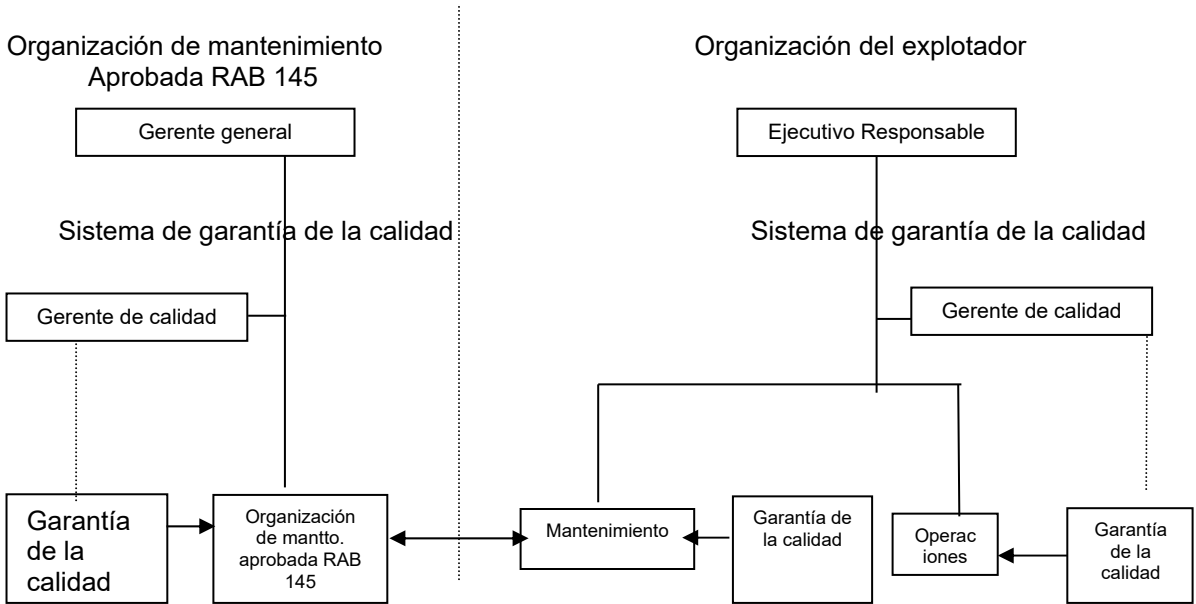 Organización de mantenimiento
Aprobada RAB 145
Organización del explotador
Gerente general
Ejecutivo Responsable
Sistema de garantía de la calidad
Sistema de garantía de la calidad
Gerente de calidad
Gerente de calidad
Garantía
de la
calidad
Organización
de mantto.
aprobada RAB
145
Mantenimiento
Garantía de
la calidad
Operac
iones
Garantía
de la
calidad